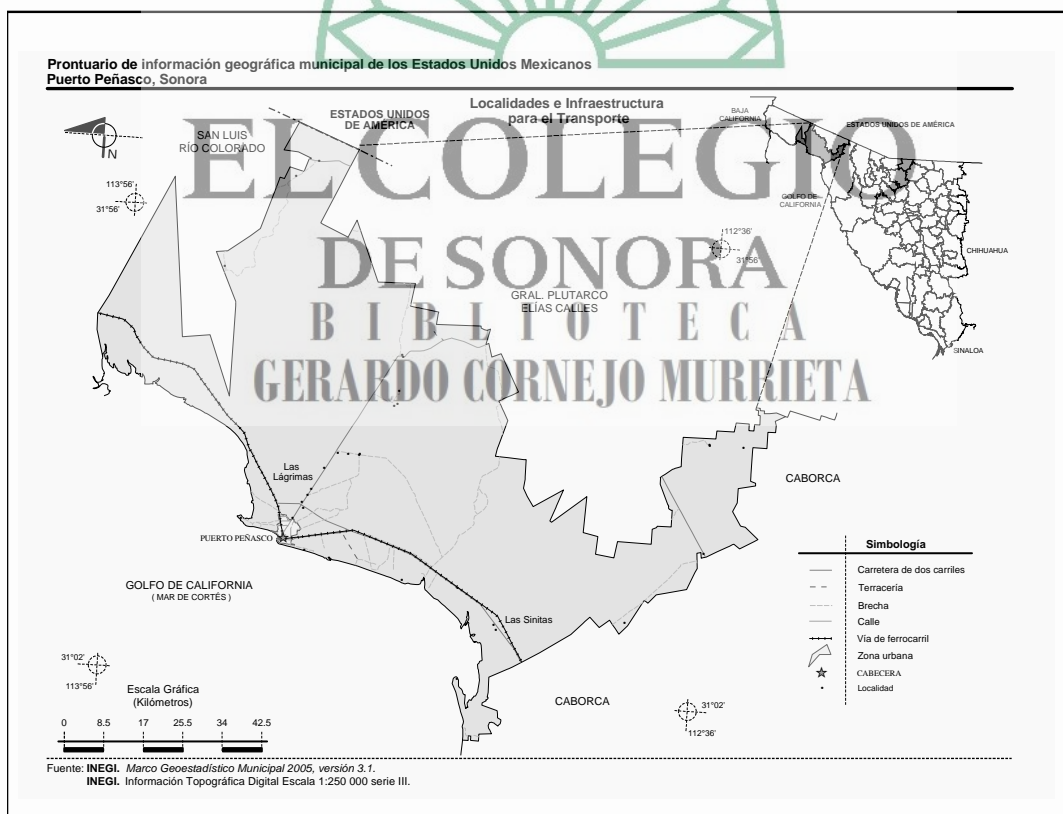 Prontuario de información geográfica municipal de los Estados Unidos Mexicanos
Puerto Peñasco, Sonora
Localidades e Infraestructura
para el Transporte
ESTADOS UNIDOS
DE AMÉRICA
SAN LUIS
RÍO COLORADO
N
BAJA
CALIFORNIA
ESTADOS UNIDOS DE AMÉRICA
GOLFO DE
CALIFORNIA
CHIHUAHUA
SINALOA
EL COLEGIO
DE SONORA
BIBLIOTECA
GERARDO CORNEJO MURRIETA
113°56'
31°56'
112°36'
31°56'
GRAL. PLUTARCO
ELÍAS CALLES
Las
Lágrimas
PUERTO PEÑASCO
CABORCA
GOLFO DE CALIFORNIA
( MAR DE CORTÉS )
Las Sinitas
CABORCA
31°02'
113°56'
31°02'
112°36'
Simbología
Carretera de dos carriles
Terracería
Brecha
Calle
Vía de ferrocarril
Zona urbana
CABECERA
Localidad
Escala Gráfica
(Kilómetros)
0 8.5 17 25.5 34 42.5
Fuente: INEGI. Marco Geoestadístico Municipal 2005, versión 3.1.
INEGI. Información Topográfica Digital Escala 1:250 000 serie III.